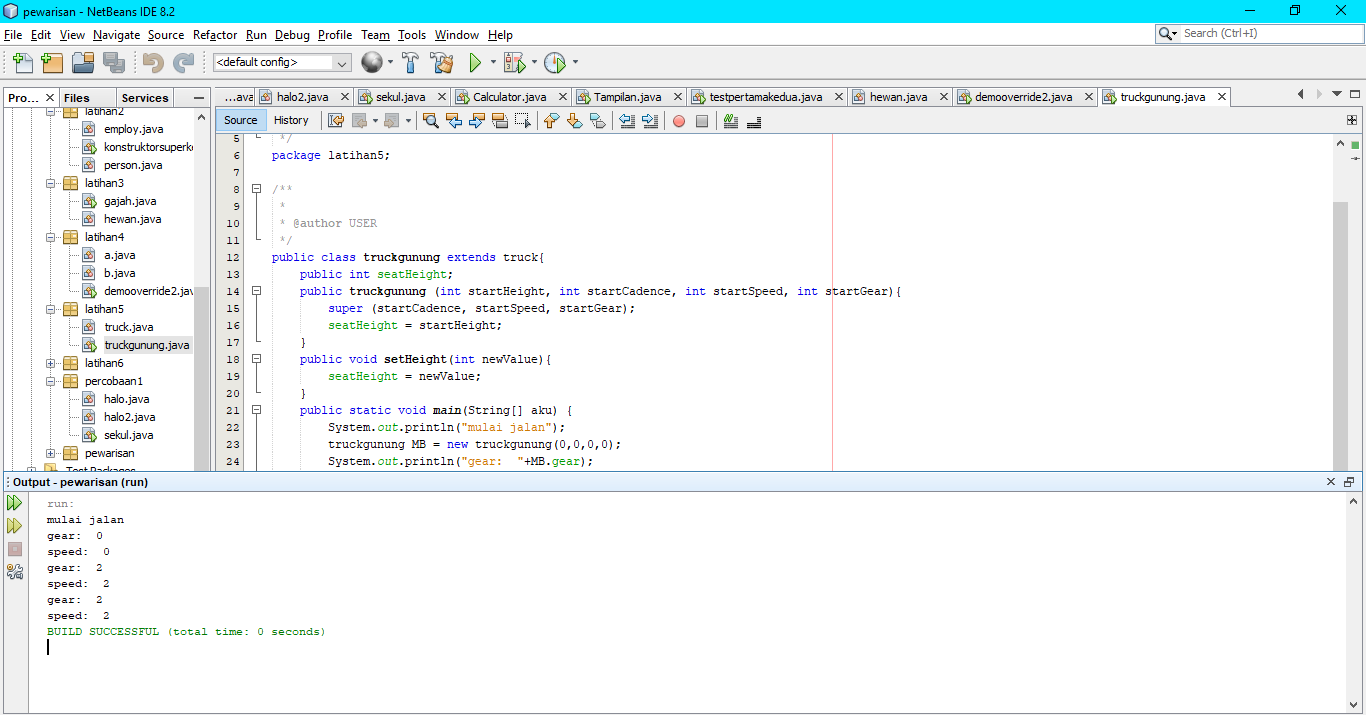 pewarisan - NetBeans IDE 8.2
File Edit View Navigate Source Refactor Run Debug Profile Team Tools Window Help
Search (Ctrl+I)
<default config>
Pro... Files Services
...ava halo2.java sekul.java Calculator.java Tampilan.java testpertamakedua.java hewan.java demooverride2.java truckgunung.java
Source History
latihan2
employ.java
konstruktorsuperk
person.java
latihan3
gajah.java
hewan.java
latihan4
a.java
b.java
demooverride2.jav
latihan5
truck.java
truckgunung.java
latihan6
percobaan1
halo.java
halo2.java
sekul.java
pewarisan
Test Packages
5 */
6 package latihan5;
7
8 /**
9 *
10 * @author USER
11 */
12 public class truckgunung extends truck{
13 public int seatHeight;
14 public truckgunung (int startHeight, int startCadence, int startSpeed, int startGear){
15 super (startCadence, startSpeed, startGear);
16 seatHeight = startHeight;
17 }
18 public void setHeight(int newValue){
19 seatHeight = newValue;
20 }
21 public static void main(String[] aku) {
22 System.out.println("mulai jalan");
23 truckgunung MB = new truckgunung(0,0,0,0);
24 System.out.println("gear:  "+MB.gear);
Output - pewarisan (run)
run:
mulai jalan
gear:  0
speed:  0
gear:  2
speed:  2
gear:  2
speed:  2
BUILD SUCCESSFUL (total time: 0 seconds)